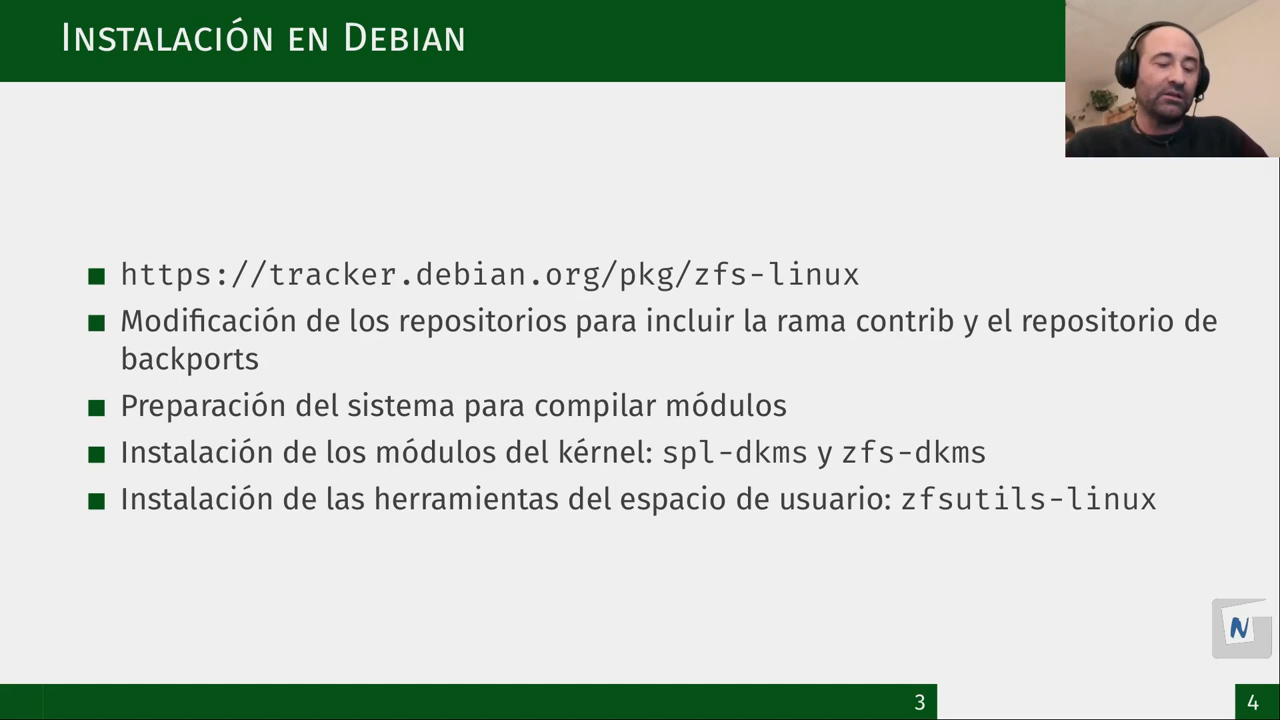 Instalación en Debian
https://tracker.debian.org/pkg/zfs-linux
Modificación de los repositorios para incluir la rama contrib y el repositorio de
backports
Preparación del sistema para compilar módulos
Instalación de los módulos del kérnel: spl-dkms y zfs-dkms
Instalación de las herramientas del espacio de usuario: zfsutils-linux
N
3
4